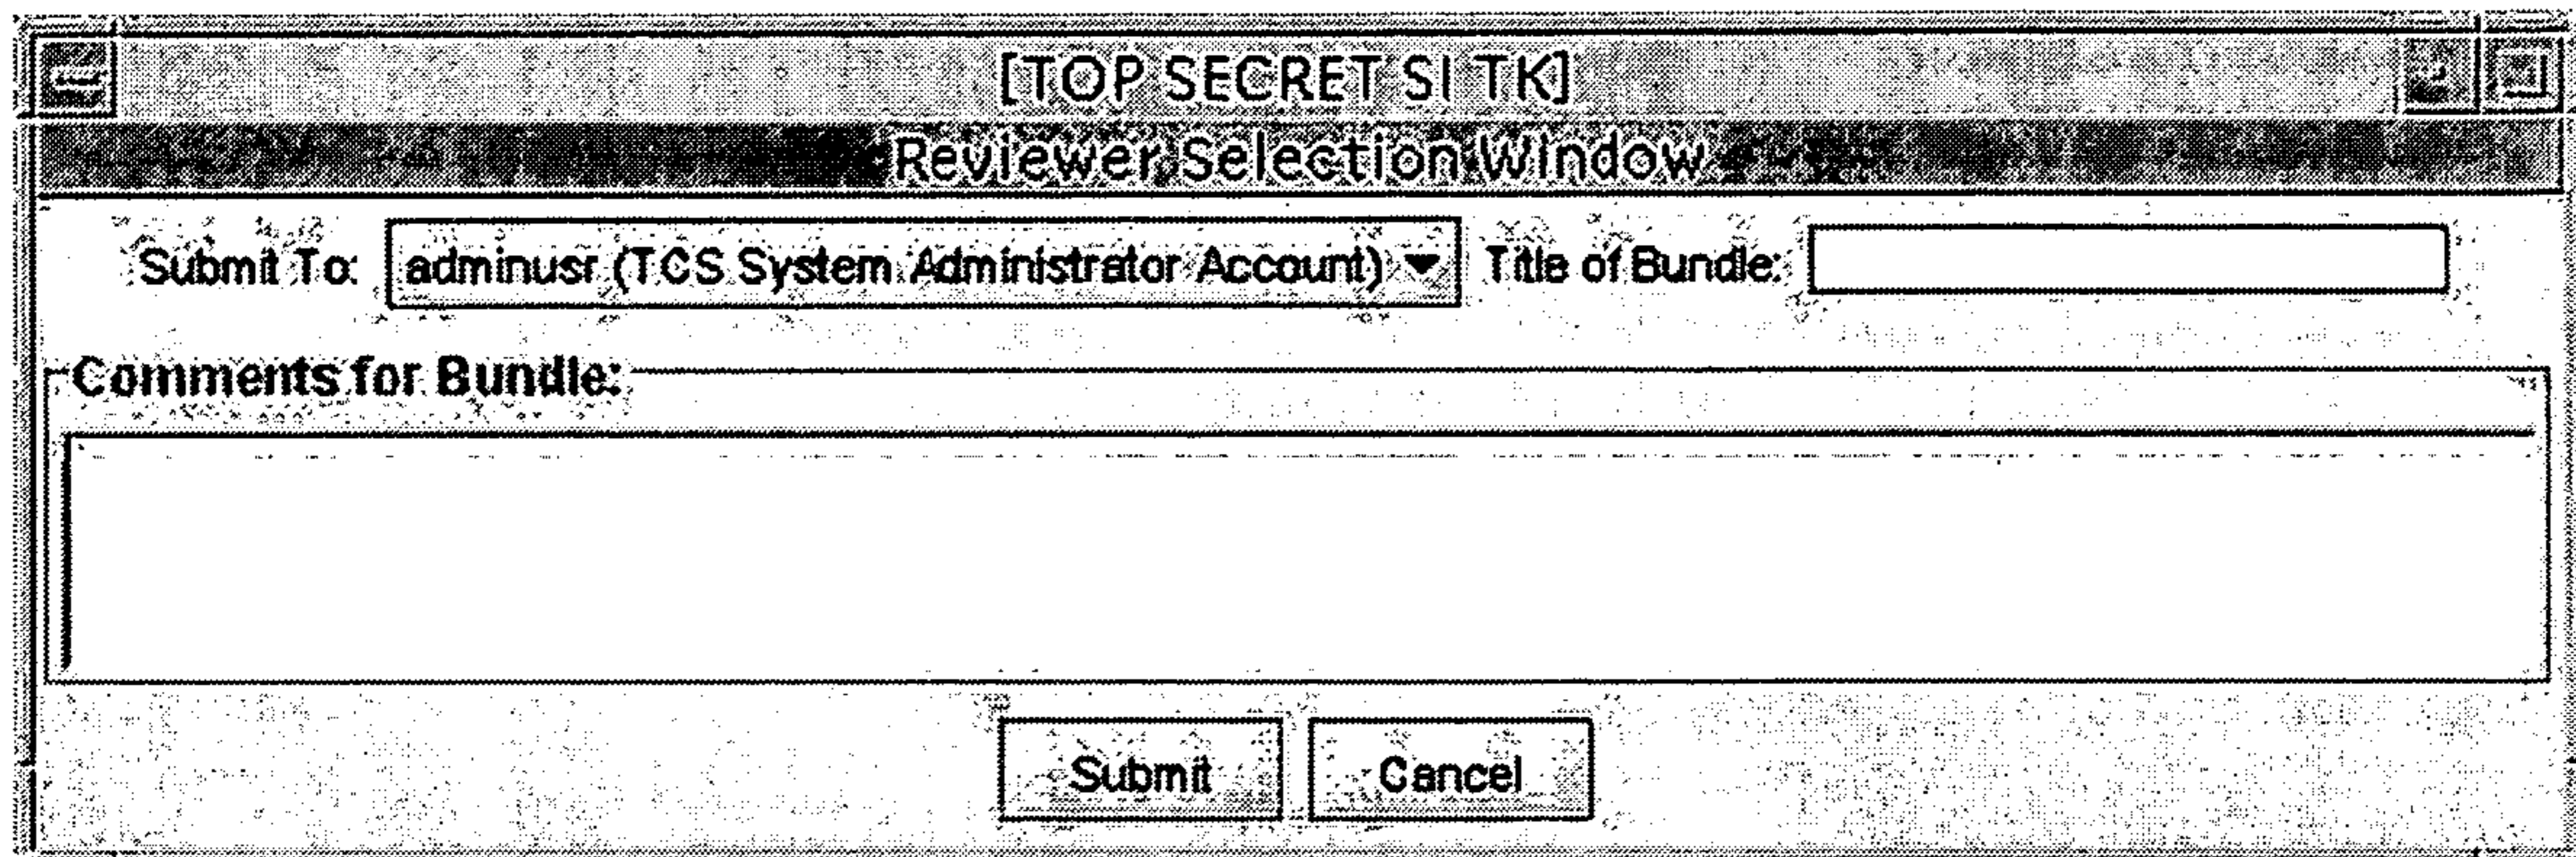 [TOP SECRET SI TK]
Reviewer Selection Window
Submit To: adminusr (TCS System Administrator Account) Title of Bundle:
Comments for Bundle:
Submit Cancel